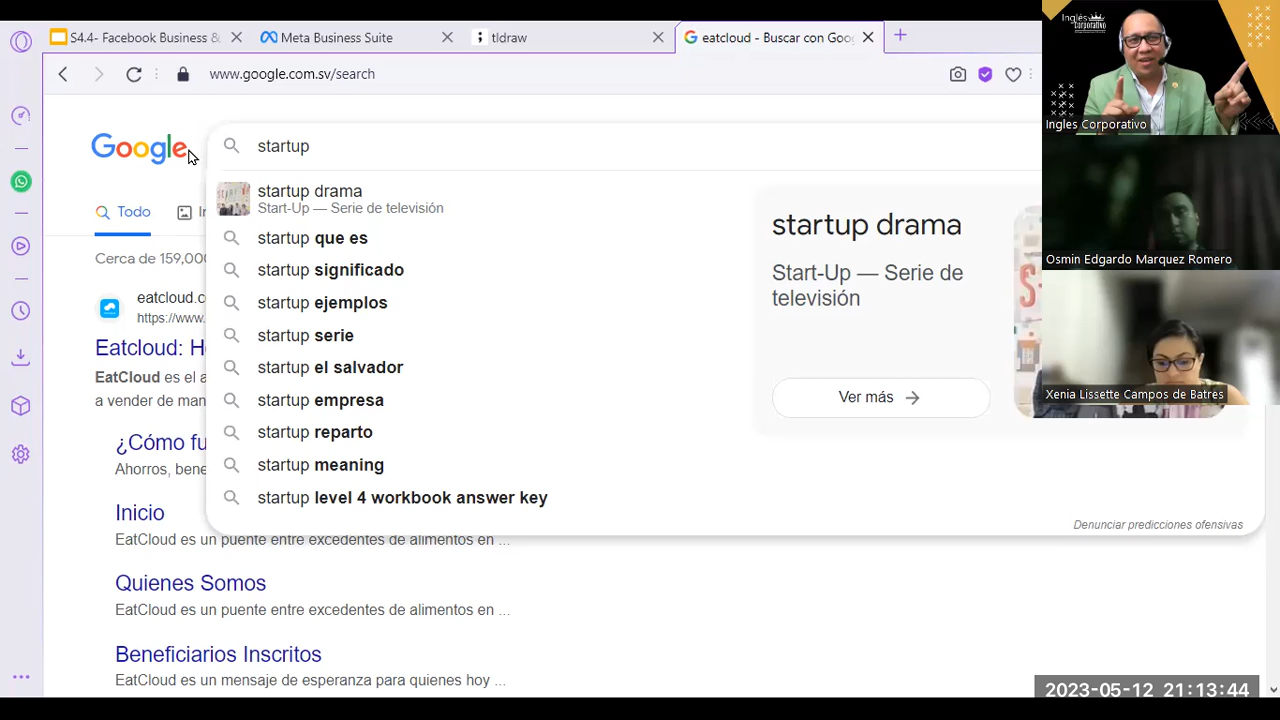 S4.4- Facebook Business &
Meta Business Suite
tldraw
eatcloud - Buscar con Goog
www.google.com.sv/search
Google
startup
startup drama
Start-Up — Serie de televisión
startup que es
startup significado
startup ejemplos
startup serie
startup el salvador
startup empresa
startup reparto
startup meaning
startup level 4 workbook answer key
startup drama
Start-Up — Serie de
televisión
Ver más
Denunciar predicciones ofensivas
Todo
Cerca de 159,000
eatcloud.c
https://www.
Eatcloud: H
EatCloud es el a
a vender de man
¿Cómo fu
Ahorros, bene
Inicio
EatCloud es un puente entre excedentes de alimentos en ...
Quienes Somos
EatCloud es un puente entre excedentes de alimentos en ...
Beneficiarios Inscritos
EatCloud es un mensaje de esperanza para quienes hoy ...
Inglés
Corporativo
Ingles Corporativo
Osmin Edgardo Marquez Romero
Xenia Lissette Campos de Batres
2023-05-12 21:13:44